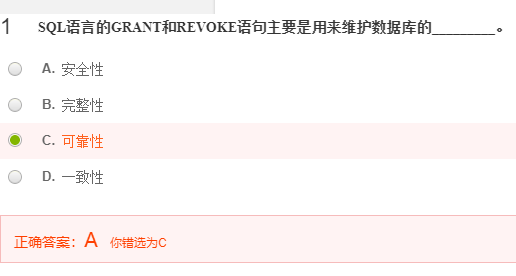 1 SQL语言的GRANT和REVOKE语句主要是用来维护数据库的_________。
A. 安全性
B. 完整性
C. 可靠性
D. 一致性
正确答案：A 你错选为C